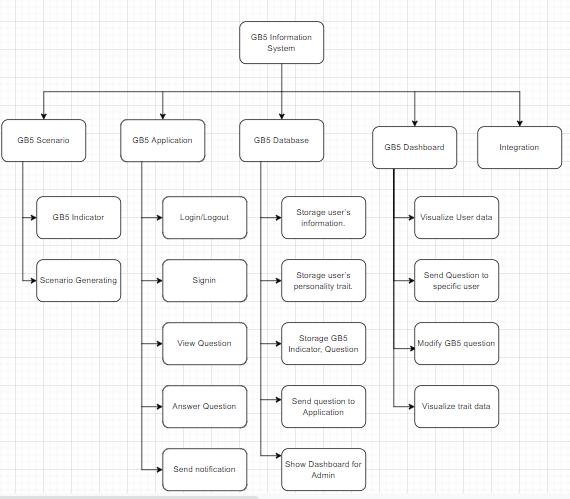 GB5 Information
System
GB5 Scenario
GB5 Application
GB5 Database
GB5 Dashboard
Integration
GB5 Indicator
Scenario Generating
Login/Logout
Signin
View Question
Answer Question
Send notification
Storage user's
information.
Storage user's
personality trait.
Storage GB5
Indicator, Question
Send question to
Application
Show Dashboard for
Admin
Visualize User data
Send Question to
specific user
Modify GB5 question
Visualize trait data